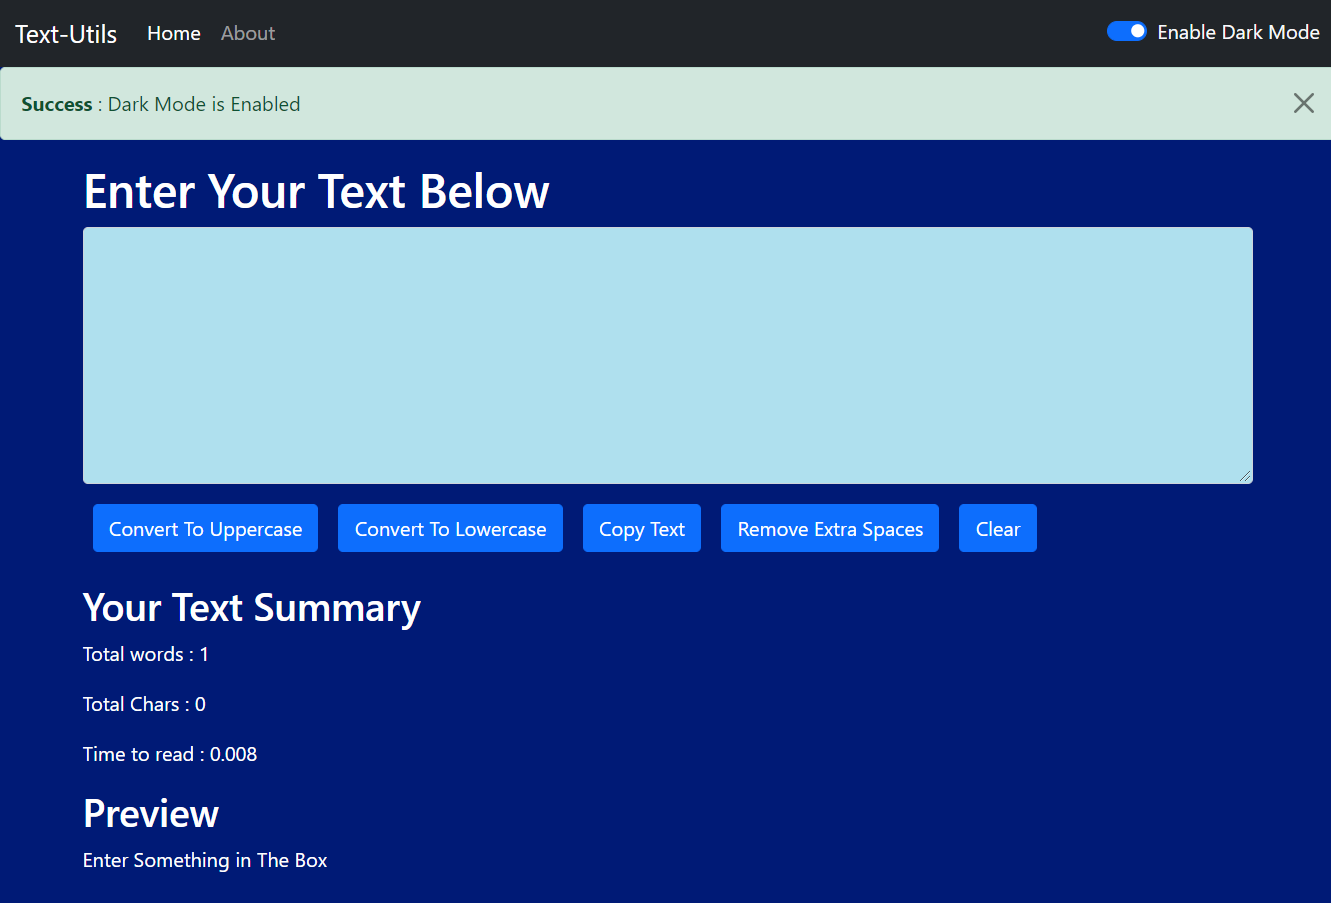 Text-Utils Home About Enable Dark Mode
Success : Dark Mode is Enabled
Enter Your Text Below
Convert To Uppercase Convert To Lowercase Copy Text Remove Extra Spaces Clear
Your Text Summary
Total words : 1
Total Chars : 0
Time to read : 0.008
Preview
Enter Something in The Box